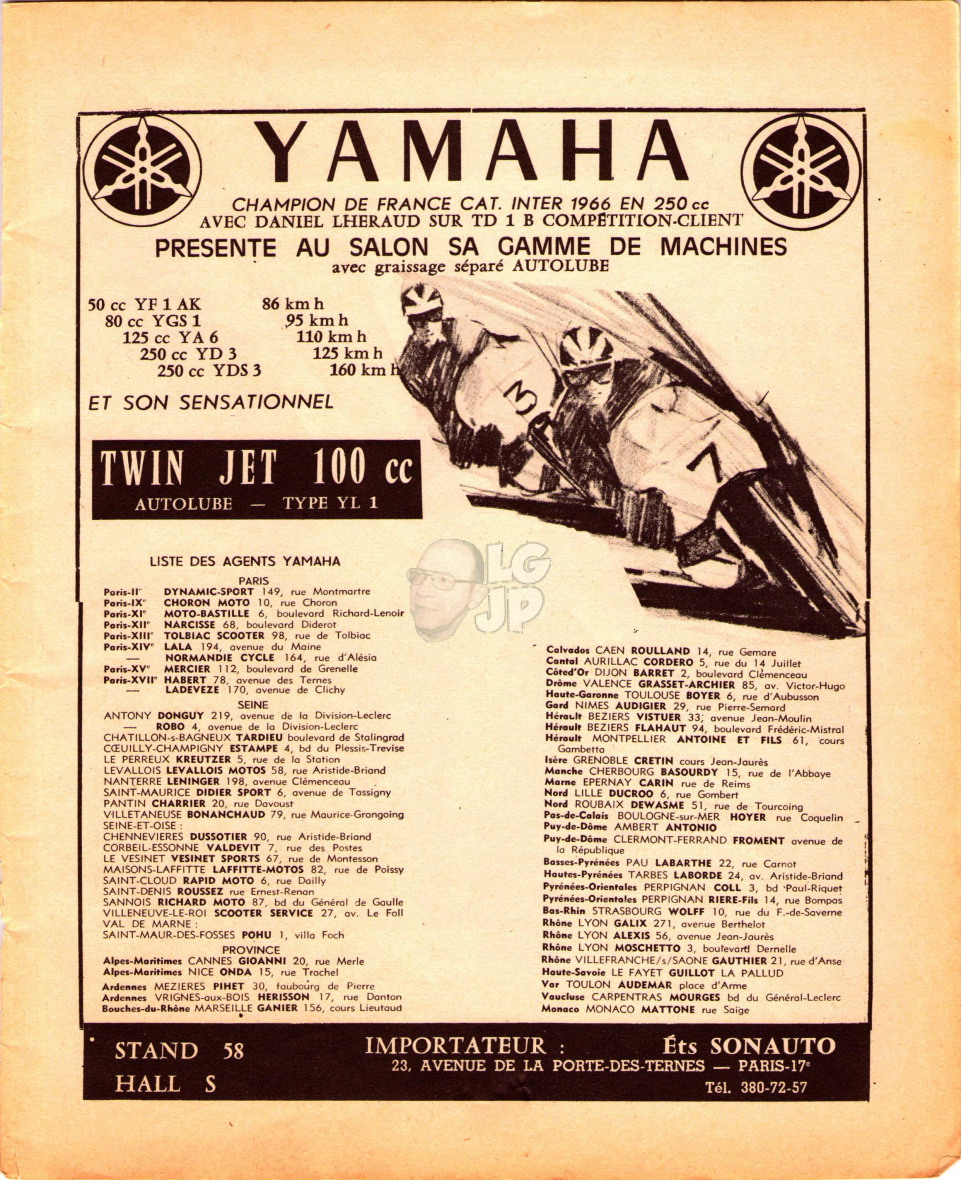 YAMAHA
CHAMPION DE FRANCE CAT. INTER 1966 EN 250 cc
AVEC DANIEL LHERAUD SUR TD 1 B COMPÉTITION-CLIENT
PRESENTE AU SALON SA GAMME DE MACHINES
avec graissage séparé AUTOLUBE
50 cc YF 1 AK 86 km h
80 cc YGS 1 95 km h
125 cc YA 6 110 km h
250 cc YD 3 125 km h
250 cc YDS 3 160 km h
ET SON SENSATIONNEL
3
7
TWIN JET 100 cc
AUTOLUBE — TYPE YL 1
LG
JP
LISTE DES AGENTS YAMAHA
PARIS
Paris-IIe DYNAMIC-SPORT 149, rue Montmartre
Paris-IXe CHORON MOTO 10, rue Choron
Paris-XIe MOTO-BASTILLE 6, boulevard Richard-Lenoir
Paris-XIIe NARCISSE 68, boulevard Diderot
Paris-XIIIe TOLBIAC SCOOTER 98, rue de Tolbiac
Paris-XIVe LALA 194, avenue du Maine
— NORMANDIE CYCLE 164, rue d'Alésia
Paris-XVe MERCIER 112, boulevard de Grenelle
Paris-XVIIe HABERT 78, avenue des Ternes
— LADEVEZE 170, avenue de Clichy
SEINE
ANTONY DONGUY 219, avenue de la Division-Leclerc
— ROBO 4, avenue de la Division-Leclerc
CHATILLON-s-BAGNEUX TARDIEU boulevard de Stalingrad
CŒUILLY-CHAMPIGNY ESTAMPE 4, bd du Plessis-Trevise
LE PERREUX KREUTZER 5, rue de la Station
LEVALLOIS LEVALLOIS MOTOS 58, rue Aristide-Briand
NANTERRE LENINGER 198, avenue Clémenceau
SAINT-MAURICE DIDIER SPORT 6, avenue de Tassigny
PANTIN CHARRIER 20, rue Davoust
VILLETANEUSE BONANCHAUD 79, rue Maurice-Grongoing
SEINE-ET-OISE :
CHENNEVIERES DUSSOTIER 90, rue Aristide-Briand
CORBEIL-ESSONNE VALDEVIT 7, rue des Postes
LE VESINET VESINET SPORTS 67, rue de Montesson
MAISONS-LAFFITTE LAFFITTE-MOTOS 82, rue de Poissy
SAINT-CLOUD RAPID MOTO 6, rue Dailly
SAINT-DENIS ROUSSEZ rue Ernest-Renan
SANNOIS RICHARD MOTO 87, bd du Général de Gaulle
VILLENEUVE-LE-ROI SCOOTER SERVICE 27, av. Le Foll
VAL DE MARNE :
SAINT-MAUR-DES-FOSSES POHU 1, villa Foch
PROVINCE
Alpes-Maritimes CANNES GIOANNI 20, rue Merle
Alpes-Maritimes NICE ONDA 15, rue Trachel
Ardennes MEZIERES PIHET 30, faubourg de Pierre
Ardennes VRIGNES-aux-BOIS HERISSON 17, rue Danton
Bouches-du-Rhône MARSEILLE GANIER 156, cours Lieutaud
Calvados CAEN ROULLAND 14, rue Gemare
Cantal AURILLAC CORDERO 5, rue du 14 Juillet
Côted'Or DIJON BARRET 2, boulevard Clémenceau
Drôme VALENCE GRASSET-ARCHIER 85, av. Victor-Hugo
Haute-Garonne TOULOUSE BOYER 6, rue d'Aubusson
Gard NIMES AUDIGIER 29, rue Pierre-Semard
Hérault BEZIERS VISTUER 33, avenue Jean-Moulin
Hérault BEZIERS FLAHAUT 94, boulevard Frédéric-Mistral
Hérault MONTPELLIER ANTOINE ET FILS 61, cours
Gambetta
Isère GRENOBLE CRETIN cours Jean-Jaurès
Manche CHERBOURG BASOURDY 15, rue de l'Abbaye
Marne EPERNAY CARIN rue de Reims
Nord LILLE DUCROO 6, rue Gombert
Nord ROUBAIX DEWASME 51, rue de Tourcoing
Pas-de-Calais BOULOGNE-sur-MER HOYER rue Coquelin
Puy-de-Dôme AMBERT ANTONIO
Puy-de-Dôme CLERMONT-FERRAND FROMENT avenue de
la République
Basses-Pyrénées PAU LABARTHE 22, rue Carnot
Hautes-Pyrénées TARBES LABORDE 24, av. Aristide-Briand
Pyrénées-Orientales PERPIGNAN COLL 3, bd Paul-Riquet
Pyrénées-Orientales PERPIGNAN RIERE-Fils 14, rue Bompas
Bas-Rhin STRASBOURG WOLFF 10, rue du F.-de-Saverne
Rhône LYON GALIX 271, avenue Berthelot
Rhône LYON ALEXIS 56, avenue Jean-Jaurès
Rhône LYON MOSCHETTO 3, boulevard Dernelle
Rhône VILLEFRANCHE/s/SAONE GAUTHIER 21, rue d'Anse
Haute-Savoie LE FAYET GUILLOT LA PALLUD
Var TOULON AUDEMAR place d'Arme
Vaucluse CARPENTRAS MOURGES bd du Général-Leclerc
Monaco MONACO MATTONE rue Saïge
STAND 58
HALL S
IMPORTATEUR : Éts SONAUTO
23, AVENUE DE LA PORTE-DES-TERNES — PARIS-17e
Tél. 380-72-57